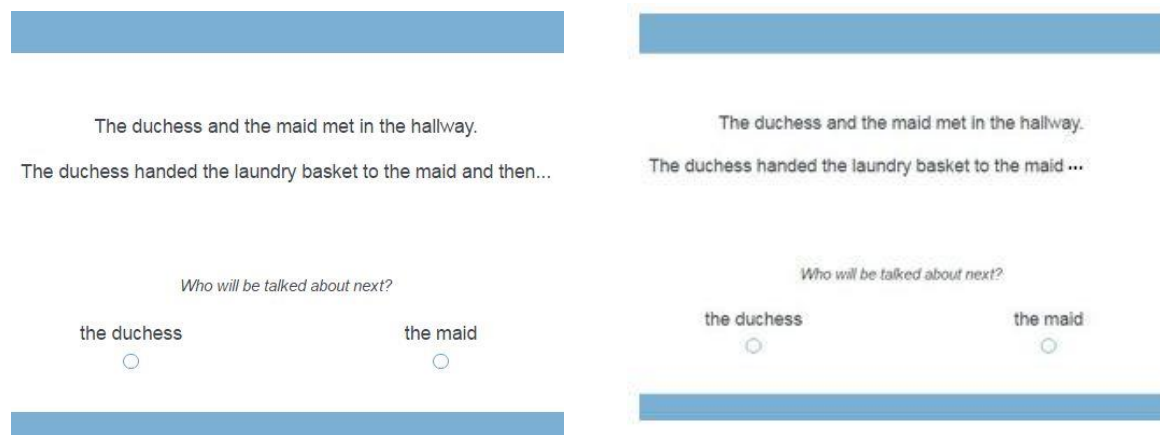 The duchess and the maid met in the hallway.
The duchess handed the laundry basket to the maid and then...
Who will be talked about next?
the duchess the maid
The duchess and the maid met in the hallway.
The duchess handed the laundry basket to the maid ...
Who will be talked about next?
the duchess the maid